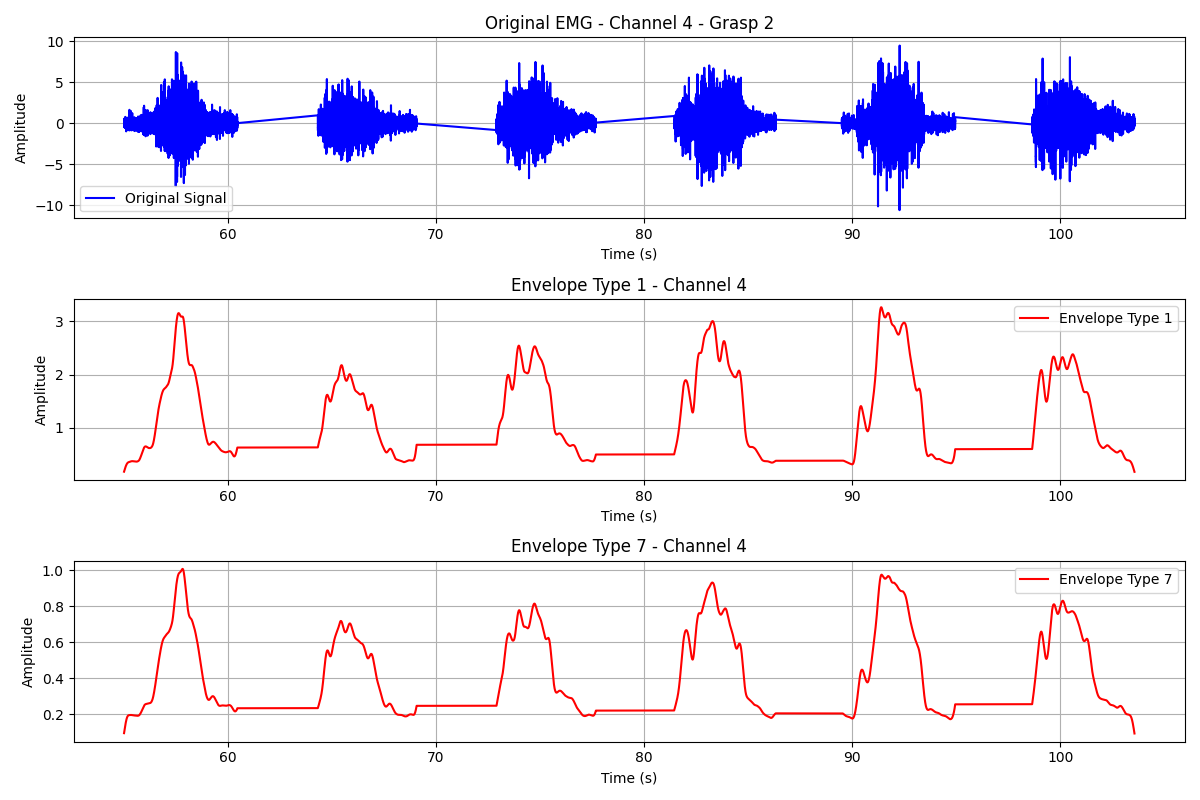 Original EMG - Channel 4 - Grasp 2
Amplitude
10
5
0
−5
−10
Original Signal
60 70 80 90 100
Time (s)
Envelope Type 1 - Channel 4
Amplitude
3
2
1
Envelope Type 1
60 70 80 90 100
Time (s)
Envelope Type 7 - Channel 4
Amplitude
1.0
0.8
0.6
0.4
0.2
Envelope Type 7
60 70 80 90 100
Time (s)